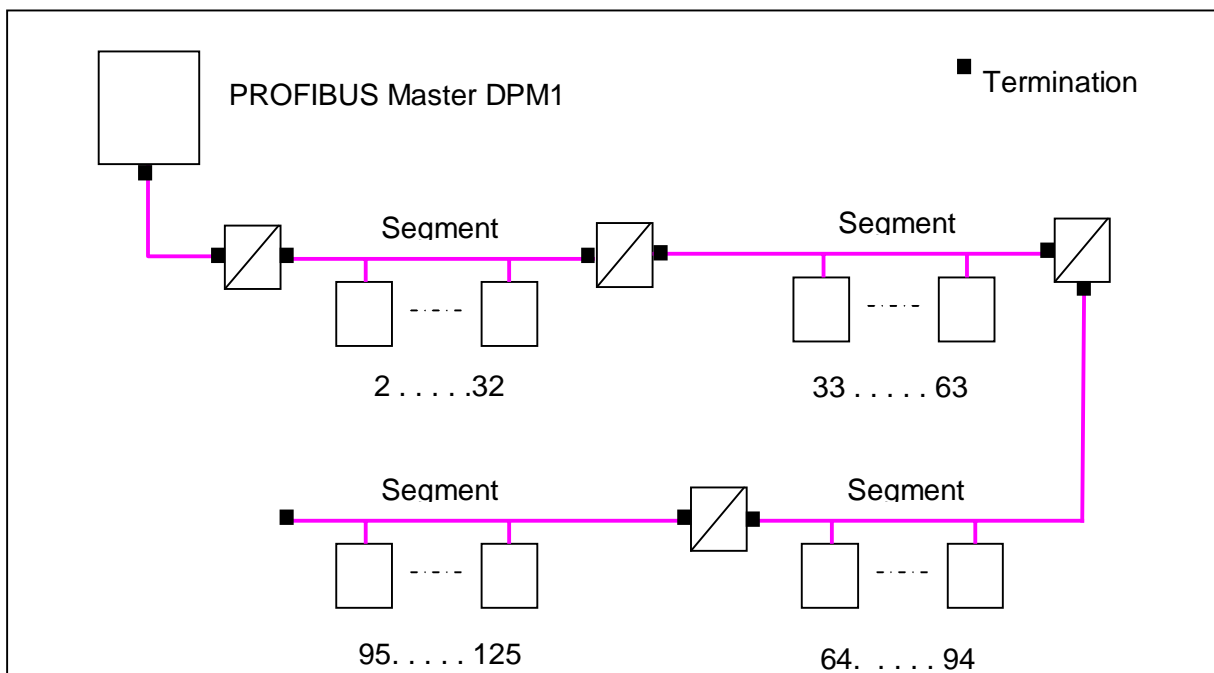 PROFIBUS Master DPM1
Termination
Segment
Segment
2 . . . . .32
33 . . . . . 63
Segment
Segment
95. . . . . 125
64. . . . . 94